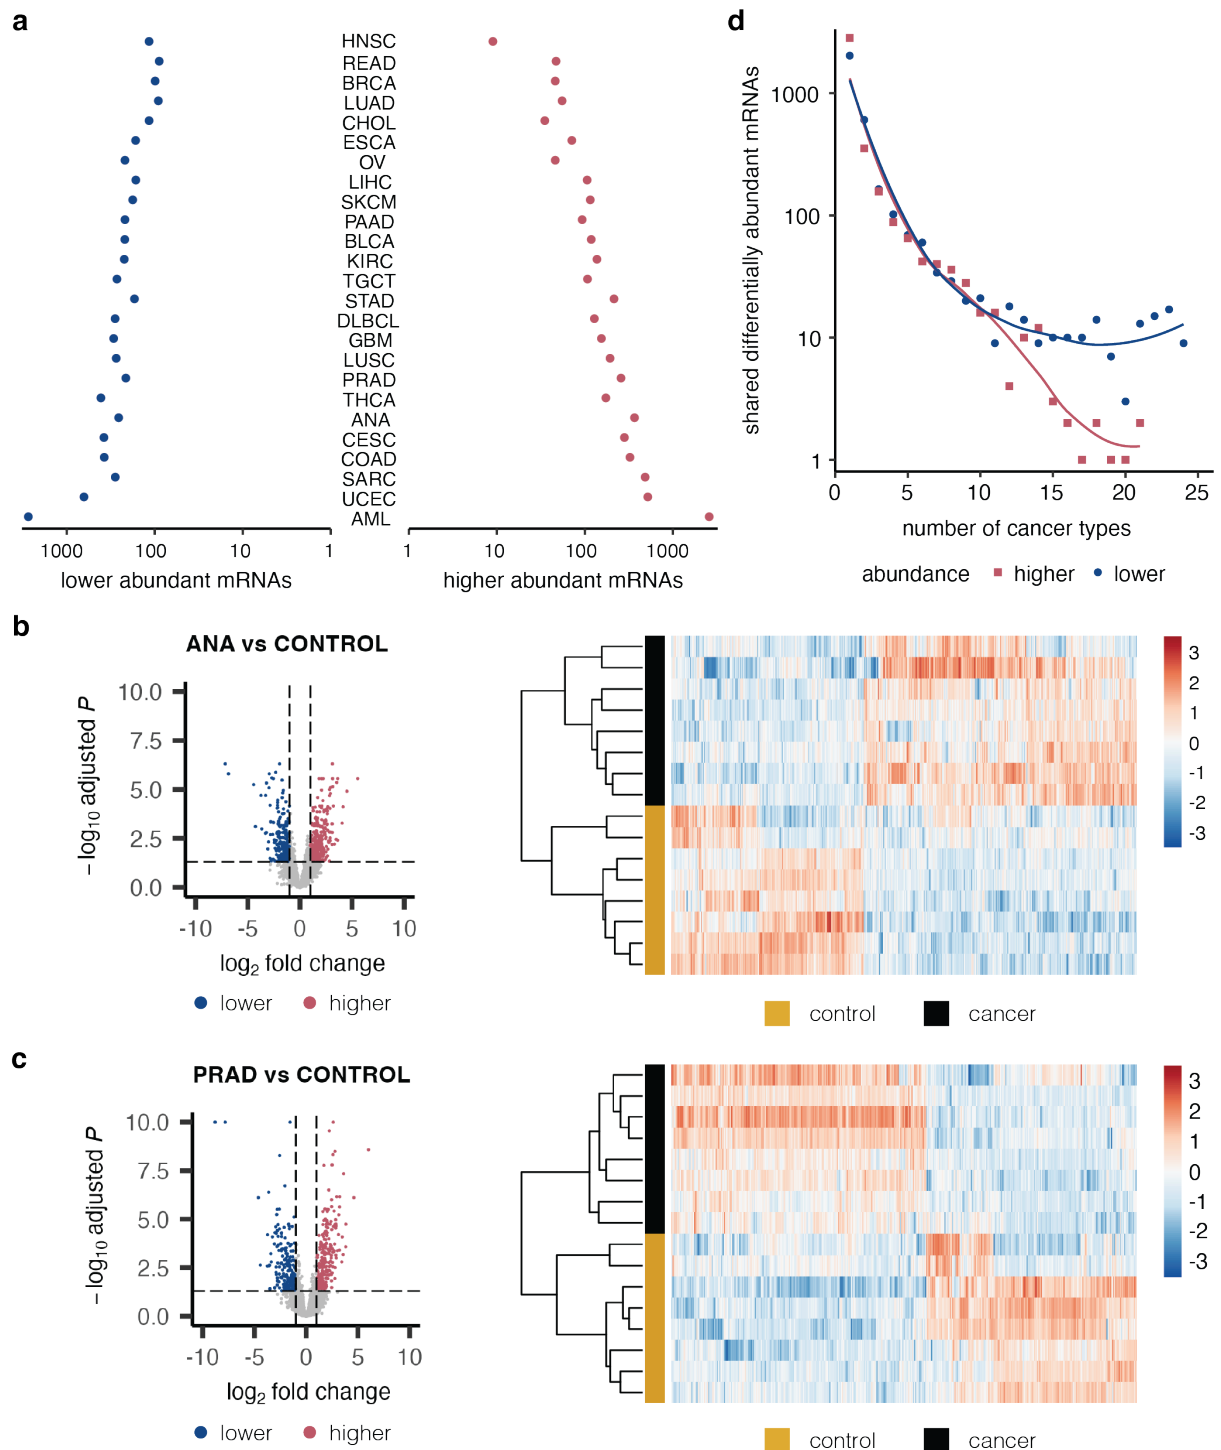 a
HNSC
READ
BRCA
LUAD
CHOL
ESCA
OV
LIHC
SKCM
PAAD
BLCA
KIRC
TGCT
STAD
DLBCL
GBM
LUSC
PRAD
THCA
ANA
CESC
COAD
SARC
UCEC
AML
1000 100 10 1
lower abundant mRNAs
1 10 100 1000
higher abundant mRNAs
d
shared differentially abundant mRNAs
1000
100
10
1
0 5 10 15 20 25
number of cancer types
abundance higher lower
b
ANA vs CONTROL
−log10 adjusted P
10.0
7.5
5.0
2.5
0.0
-10 -5 0 5 10
log2 fold change
lower higher
3
2
1
0
-1
-2
-3
control cancer
c
PRAD vs CONTROL
−log10 adjusted P
10.0
7.5
5.0
2.5
0.0
-10 -5 0 5 10
log2 fold change
lower higher
3
2
1
0
-1
-2
-3
control cancer